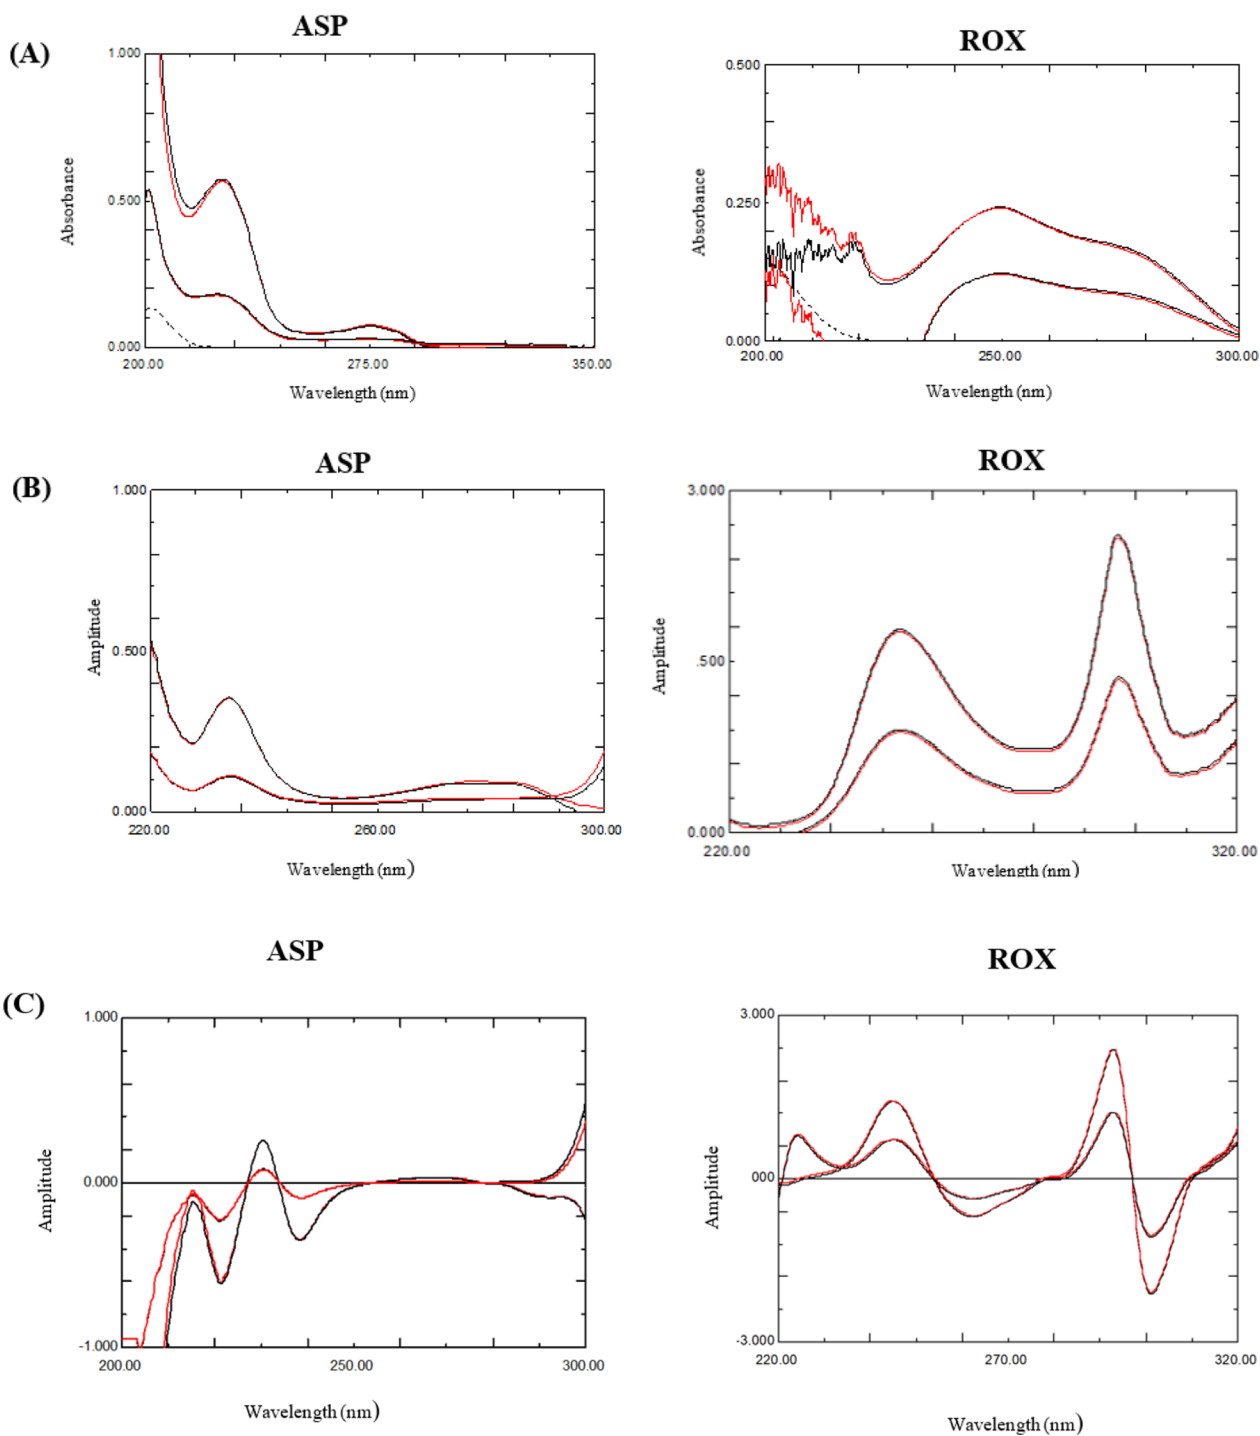 ASP
ROX
(A)
1.000
0.500
0.000
Absorbance
200.00
275.00
350.00
Wavelength (nm)
0.500
0.250
0.000
Absorbance
200.00
250.00
300.00
Wavelength (nm)
ASP
ROX
(B)
1.000
0.500
0.000
Amplitude
220.00
260.00
300.00
Wavelength (nm)
3.000
.500
0.000
Amplitude
220.00
320.00
Wavelength (nm)
ASP
ROX
(C)
1.000
0.000
-1.000
Amplitude
200.00
250.00
300.00
Wavelength (nm)
3.000
000
-3.000
Amplitude
220.00
270.00
320.00
Wavelength (nm)